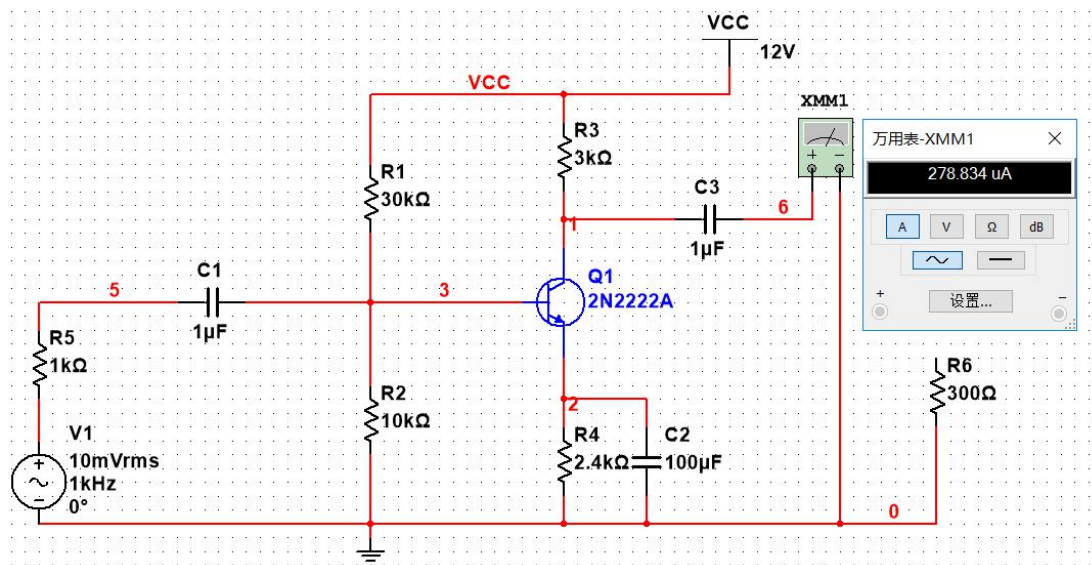 VCC
12V
VCC
XMM1
万用表-XMM1
278.834 uA
A
V
Ω
dB
+
设置...
−
R3
3kΩ
R1
30kΩ
C3
6
1µF
1
+
−
C1
5
1µF
3
Q1
2N2222A
R5
1kΩ
R6
300Ω
R2
10kΩ
2
R4
2.4kΩ
C2
100µF
V1
10mVrms
1kHz
0°
0